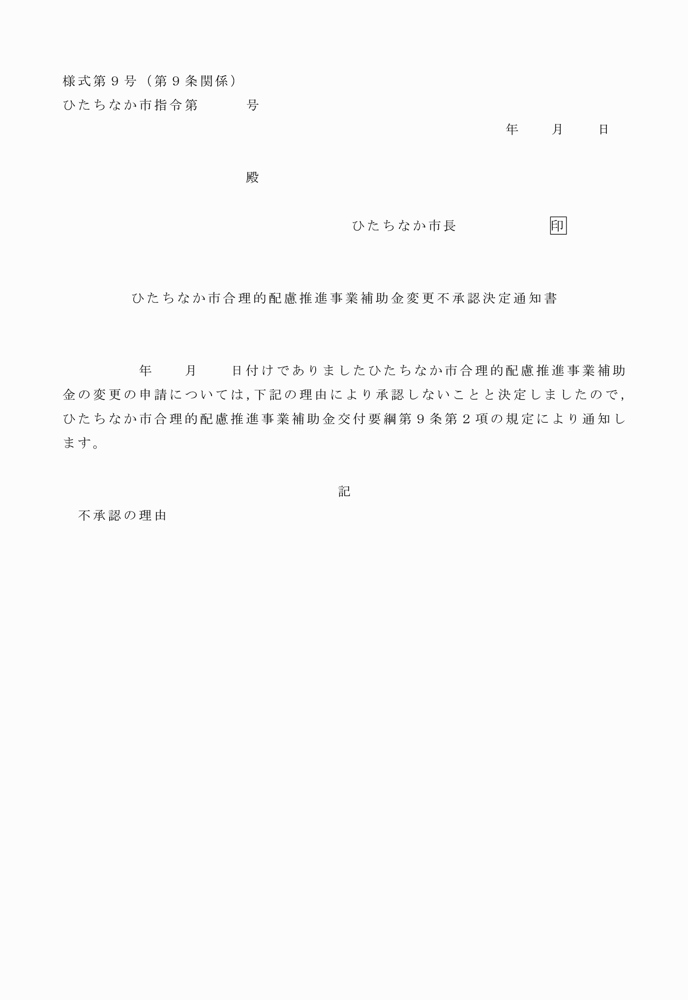 様式第９号（第９条関係）
ひたちなか市指令第　　　号
年　　月　　日
殿
ひたちなか市長　　　　　　印
ひたちなか市合理的配慮推進事業補助金変更不承認決定通知書
年　　月　　日付けでありましたひたちなか市合理的配慮推進事業補助
金の変更の申請については,下記の理由により承認しないことと決定しましたので,
ひたちなか市合理的配慮推進事業補助金交付要綱第９条第２項の規定により通知し
ます。
記
不承認の理由